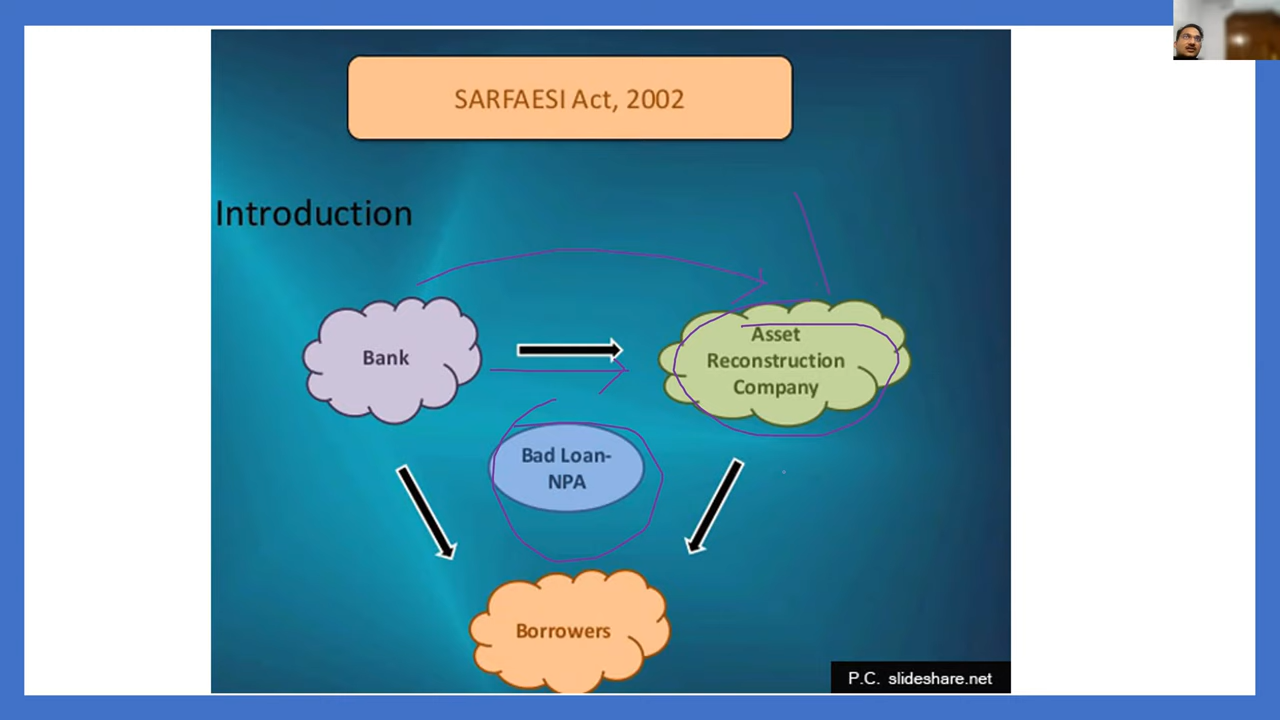 SARFAESI Act, 2002
Introduction
Bank
Asset
Reconstruction
Company
Bad Loan-
NPA
Borrowers
P.C. slideshare.net